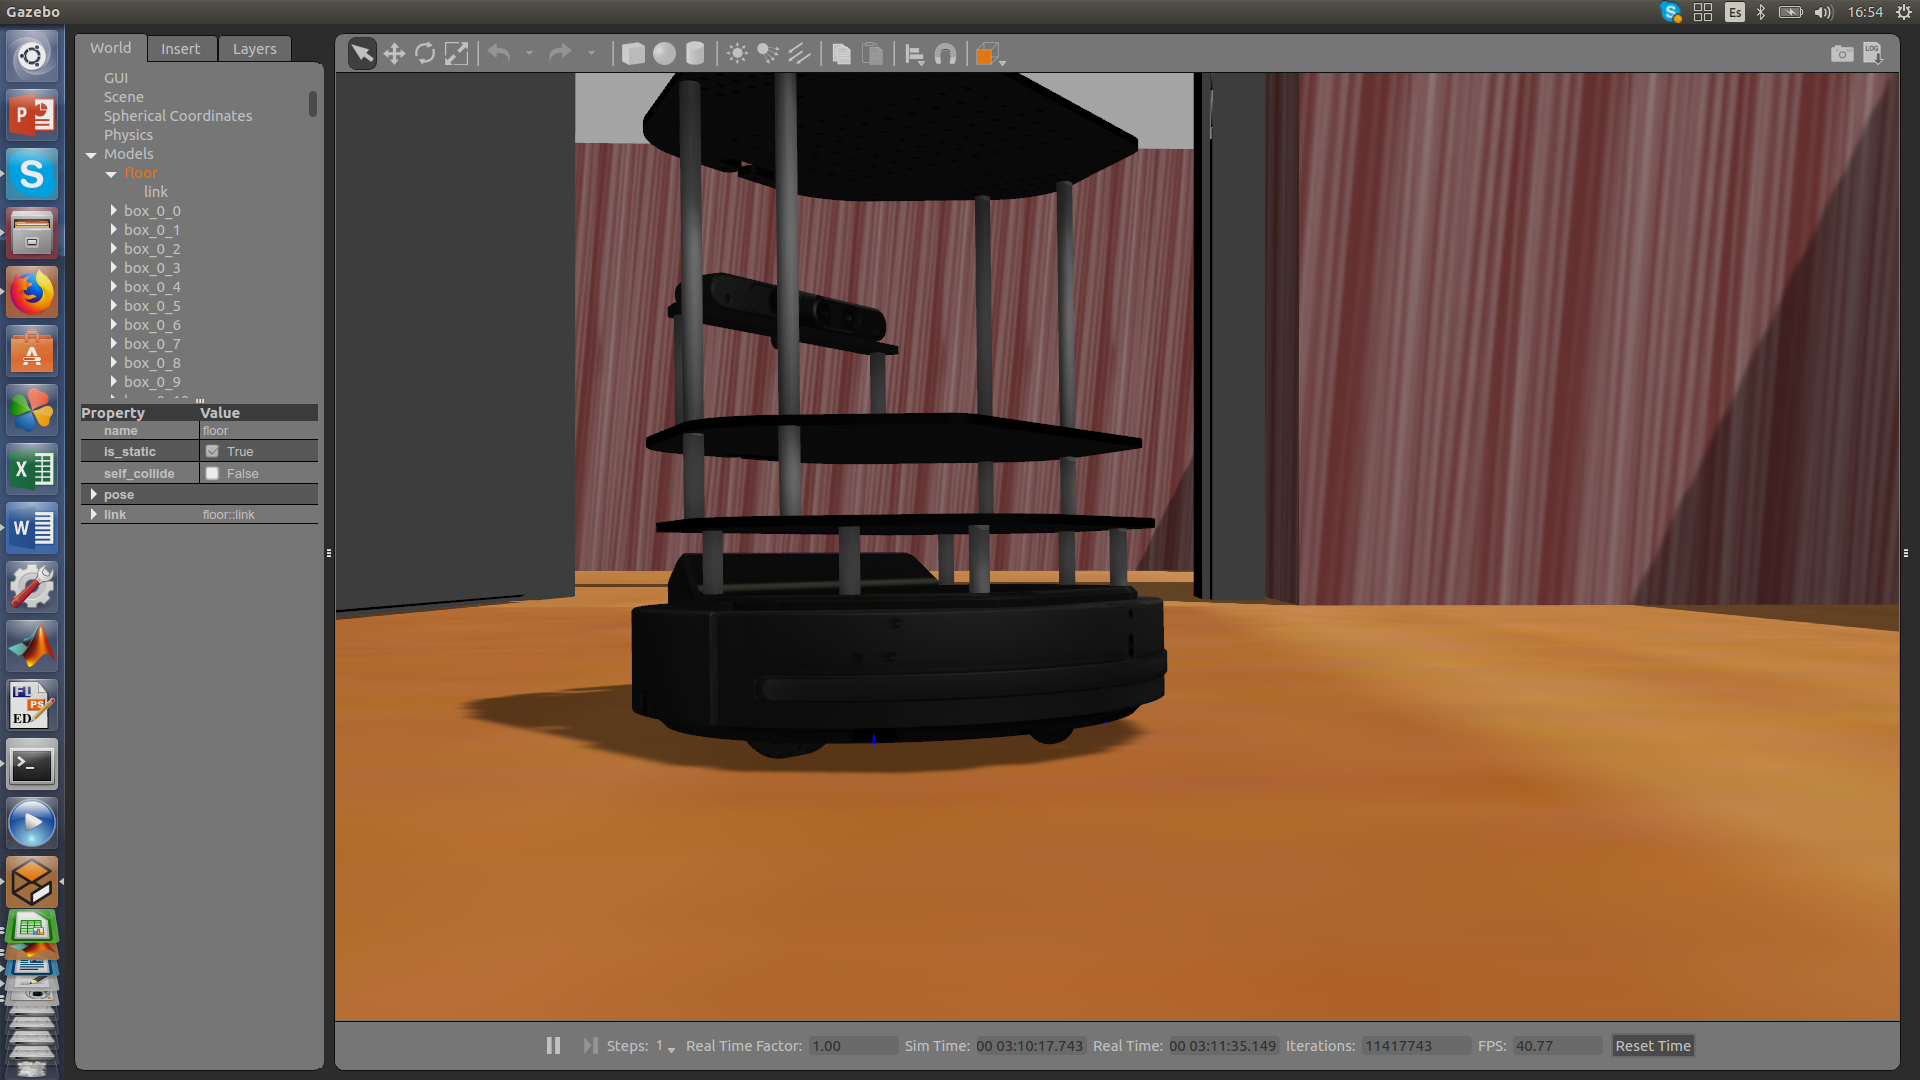 Gazebo
Es
16:54
World
Insert
Layers
LOG
GUI
Scene
Spherical Coordinates
Physics
Models
floor
link
box_0_0
box_0_1
box_0_2
box_0_3
box_0_4
box_0_5
box_0_6
box_0_7
box_0_8
box_0_9
Property Value
name floor
is_static True
self_collide False
pose
link floor::link
Steps: 1 Real Time Factor: 1.00 Sim Time: 00 03:10:17.743 Real Time: 00 03:11:35.149 Iterations: 11417743 FPS: 40.77 Reset Time